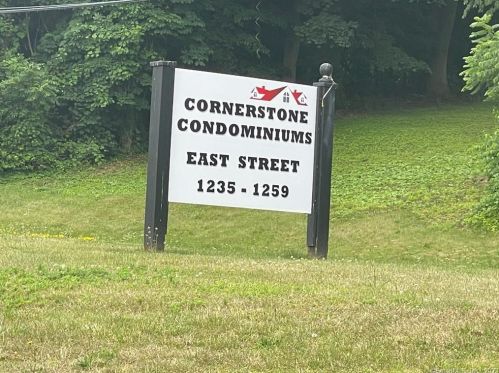 CORNERSTONE
CONDOMINIUMS
EAST STREET
1235 - 1259